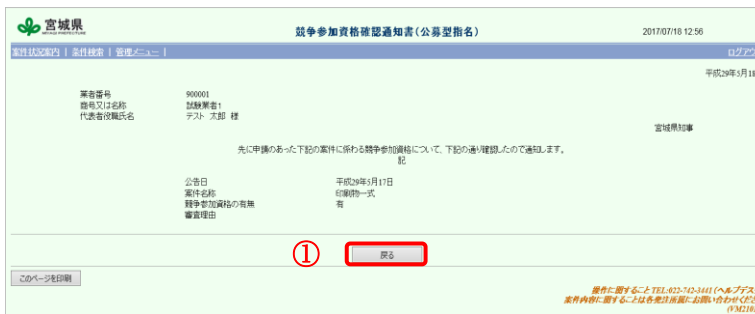 宮城県
MIYAGI PREFECTURE
競争参加資格確認通知書(公募型指名)
2017/07/18 12:56
案件状況案内 | 案件検索 | 管理メニュー |
ログアウ
平成29年5月18
業者番号 900001
商号又は名称 試験業者1
代表者役職氏名 テスト 太郎 様
宮城県知事
先に申請のあった下記の案件に係わる競争参加資格について、下記の通り確認したので通知します。
記
公告日 平成29年5月17日
案件名称 印刷物一式
競争参加資格の有無 有
審査理由
① 戻る
このページを印刷
操作に関すること TEL:022-742-3441 (ヘルプデス
案件内容に関することは各発注所属にお問い合わせくださ